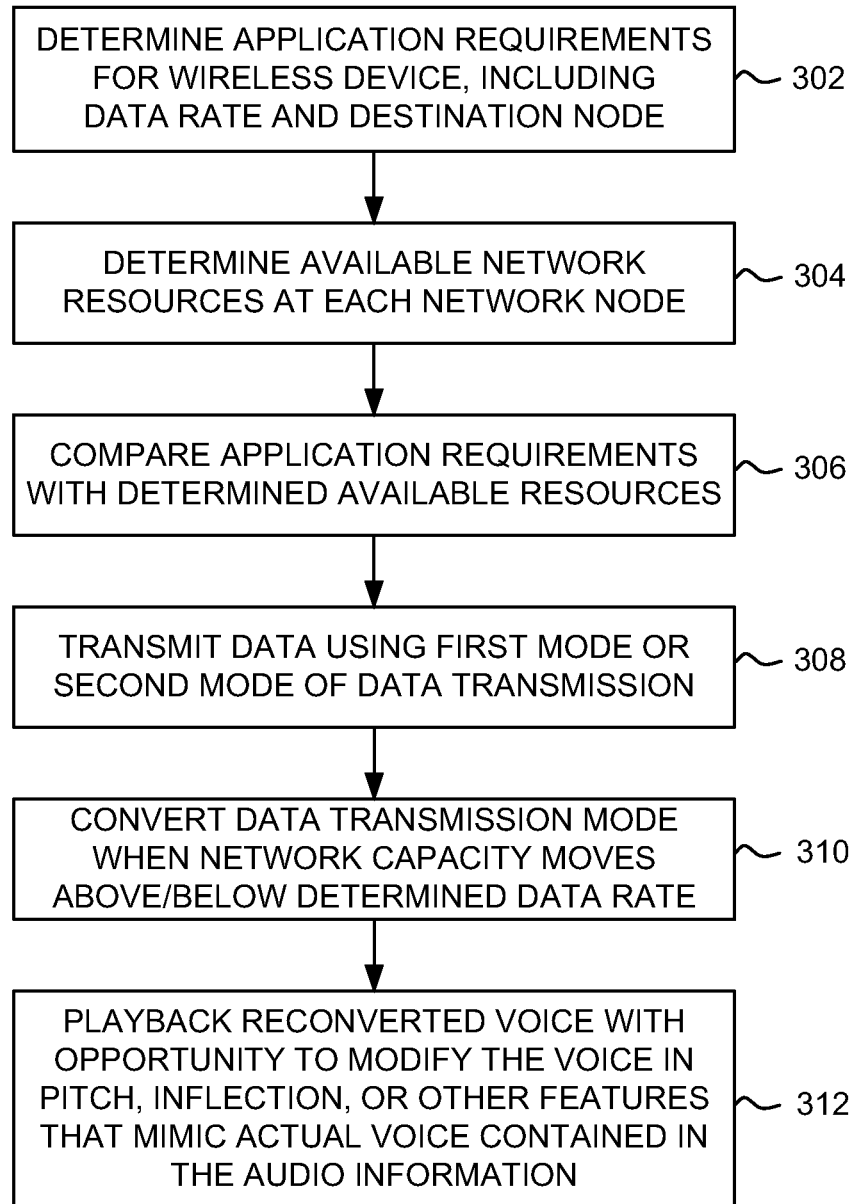 DETERMINE APPLICATION REQUIREMENTS
FOR WIRELESS DEVICE, INCLUDING
DATA RATE AND DESTINATION NODE
302
DETERMINE AVAILABLE NETWORK
RESOURCES AT EACH NETWORK NODE
304
COMPARE APPLICATION REQUIREMENTS
WITH DETERMINED AVAILABLE RESOURCES
306
TRANSMIT DATA USING FIRST MODE OR
SECOND MODE OF DATA TRANSMISSION
308
CONVERT DATA TRANSMISSION MODE
WHEN NETWORK CAPACITY MOVES
ABOVE/BELOW DETERMINED DATA RATE
310
PLAYBACK RECONVERTED VOICE WITH
OPPORTUNITY TO MODIFY THE VOICE IN
PITCH, INFLECTION, OR OTHER FEATURES
THAT MIMIC ACTUAL VOICE CONTAINED IN
THE AUDIO INFORMATION
312